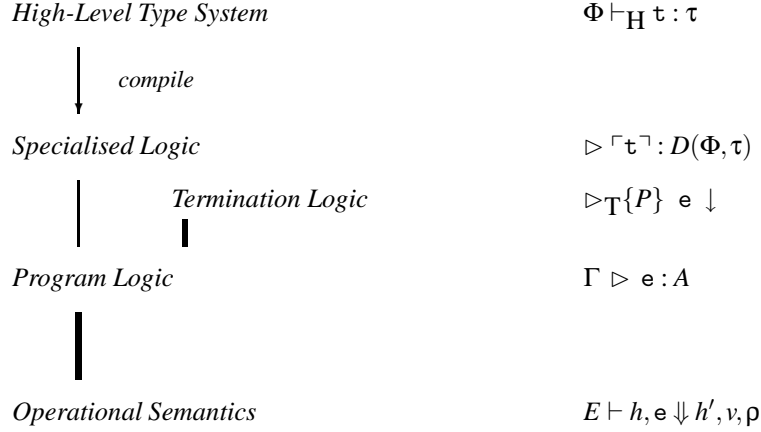 High-Level Type System Φ ⊢H t : τ
compile
Specialised Logic ▷ ⌜t⌝ : D(Φ, τ)
Termination Logic ▷T{P} e ↓
Program Logic Γ ▷ e : A
Operational Semantics E ⊢ h, e ⇓ h′, v, ρ